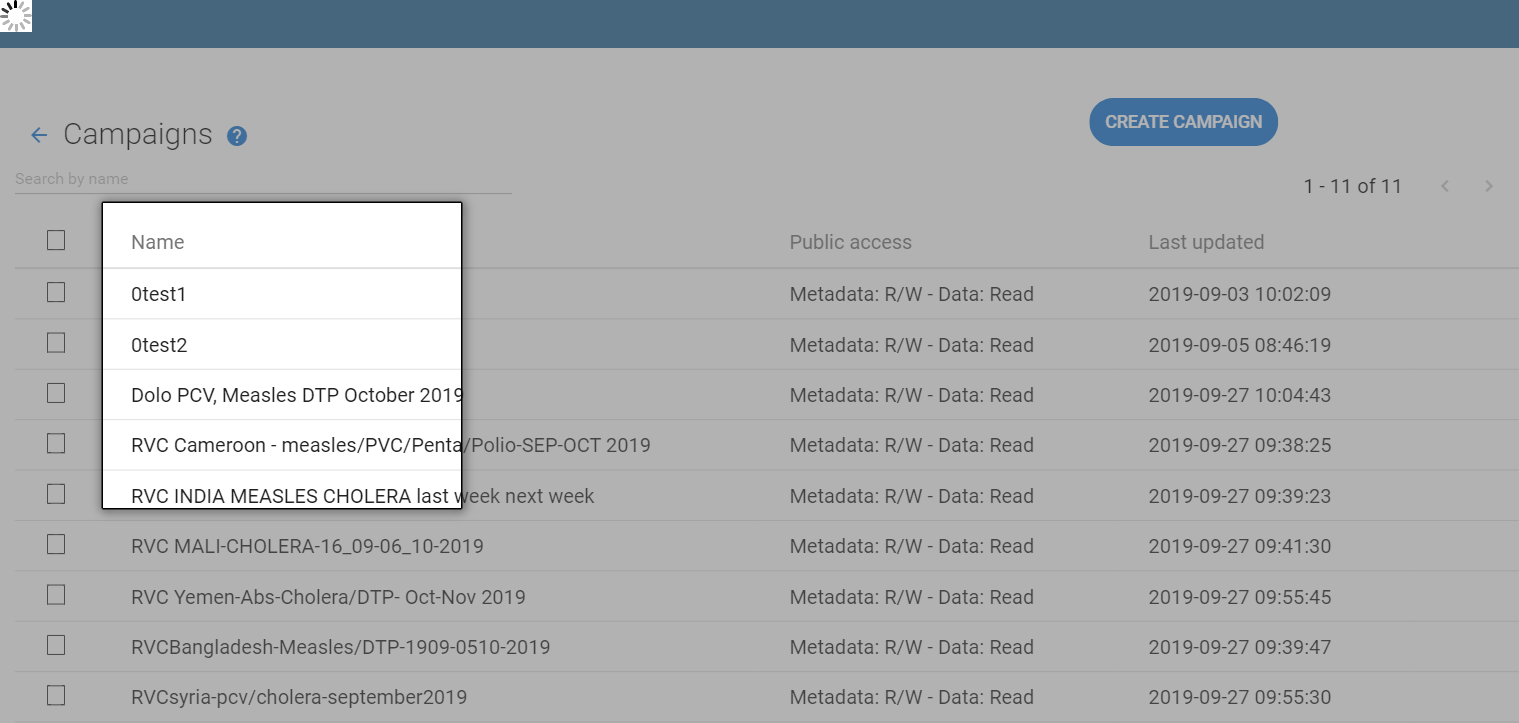 Campaigns ?
CREATE CAMPAIGN
Search by name
1 - 11 of 11
Name Public access Last updated
0test1 Metadata: R/W - Data: Read 2019-09-03 10:02:09
0test2 Metadata: R/W - Data: Read 2019-09-05 08:46:19
Dolo PCV, Measles DTP October 2019 Metadata: R/W - Data: Read 2019-09-27 10:04:43
RVC Cameroon - measles/PVC/Penta/Polio-SEP-OCT 2019 Metadata: R/W - Data: Read 2019-09-27 09:38:25
RVC INDIA MEASLES CHOLERA last week next week Metadata: R/W - Data: Read 2019-09-27 09:39:23
RVC MALI-CHOLERA-16_09-06_10-2019 Metadata: R/W - Data: Read 2019-09-27 09:41:30
RVC Yemen-Abs-Cholera/DTP- Oct-Nov 2019 Metadata: R/W - Data: Read 2019-09-27 09:55:45
RVCBangladesh-Measles/DTP-1909-0510-2019 Metadata: R/W - Data: Read 2019-09-27 09:39:47
RVCsyria-pcv/cholera-september2019 Metadata: R/W - Data: Read 2019-09-27 09:55:30